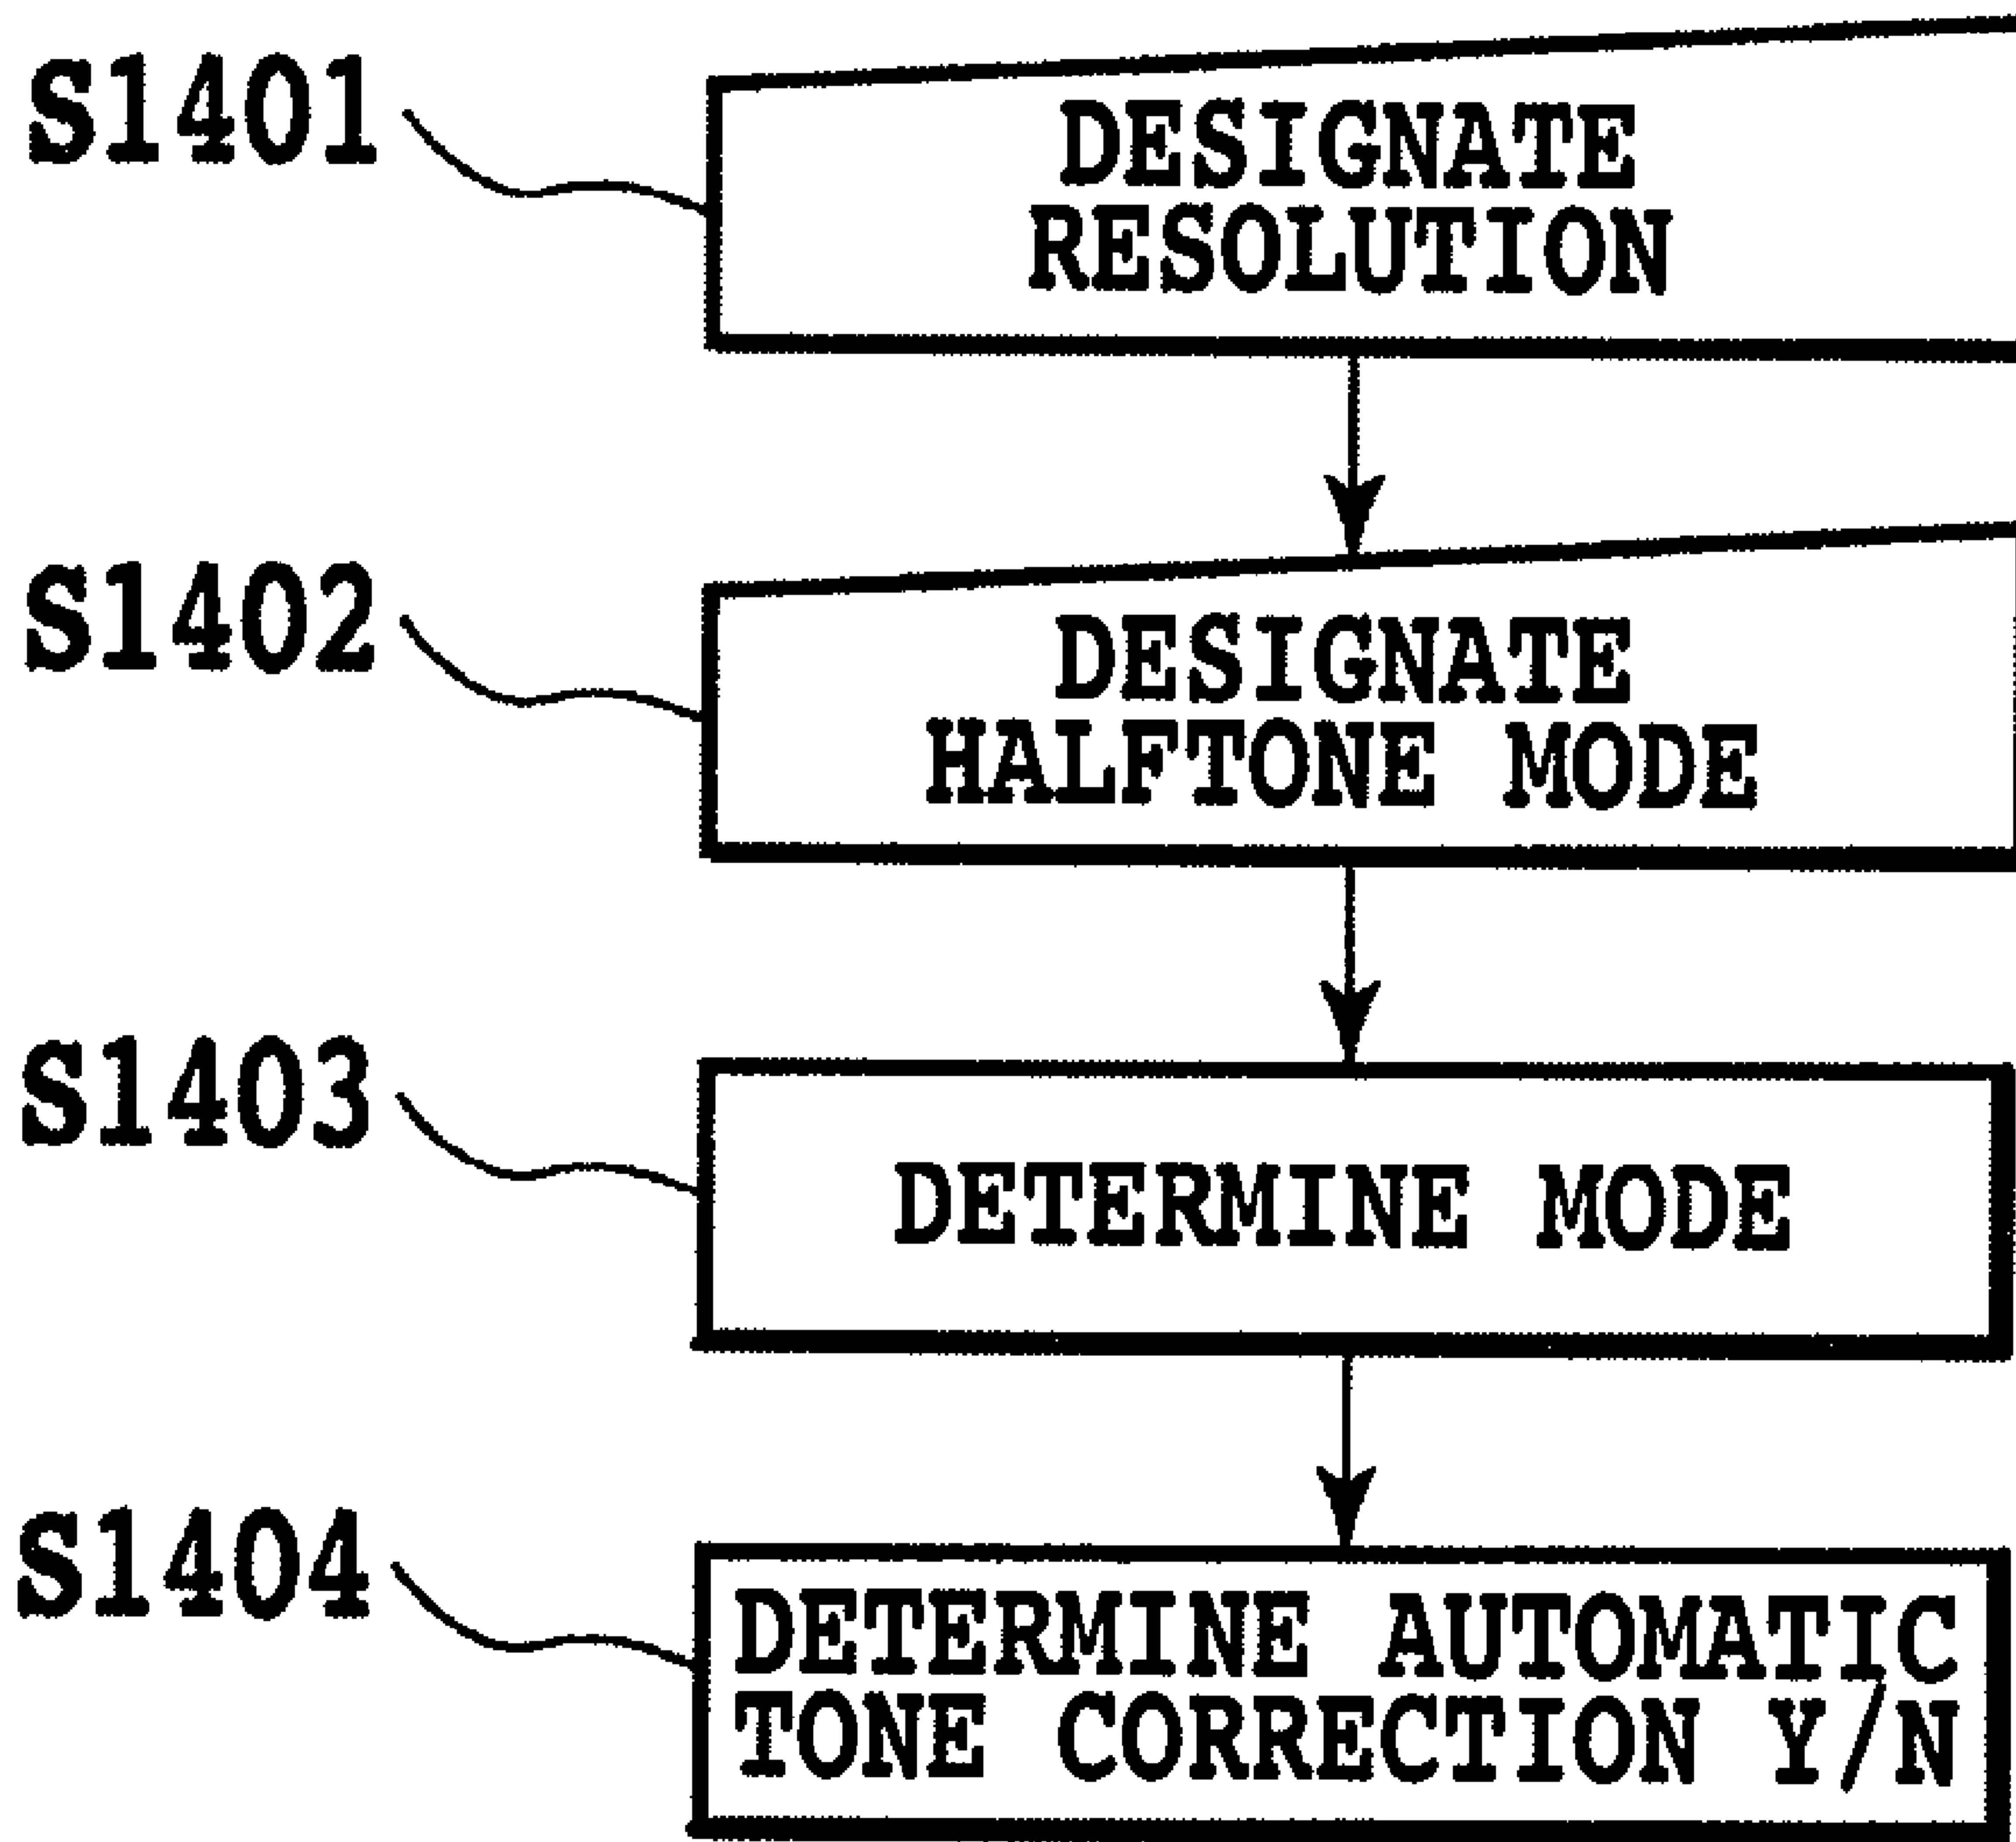 S1401
DESIGNATE
RESOLUTION
S1402
DESIGNATE
HALFTONE MODE
S1403
DETERMINE MODE
S1404
DETERMINE AUTOMATIC
TONE CORRECTION Y/N